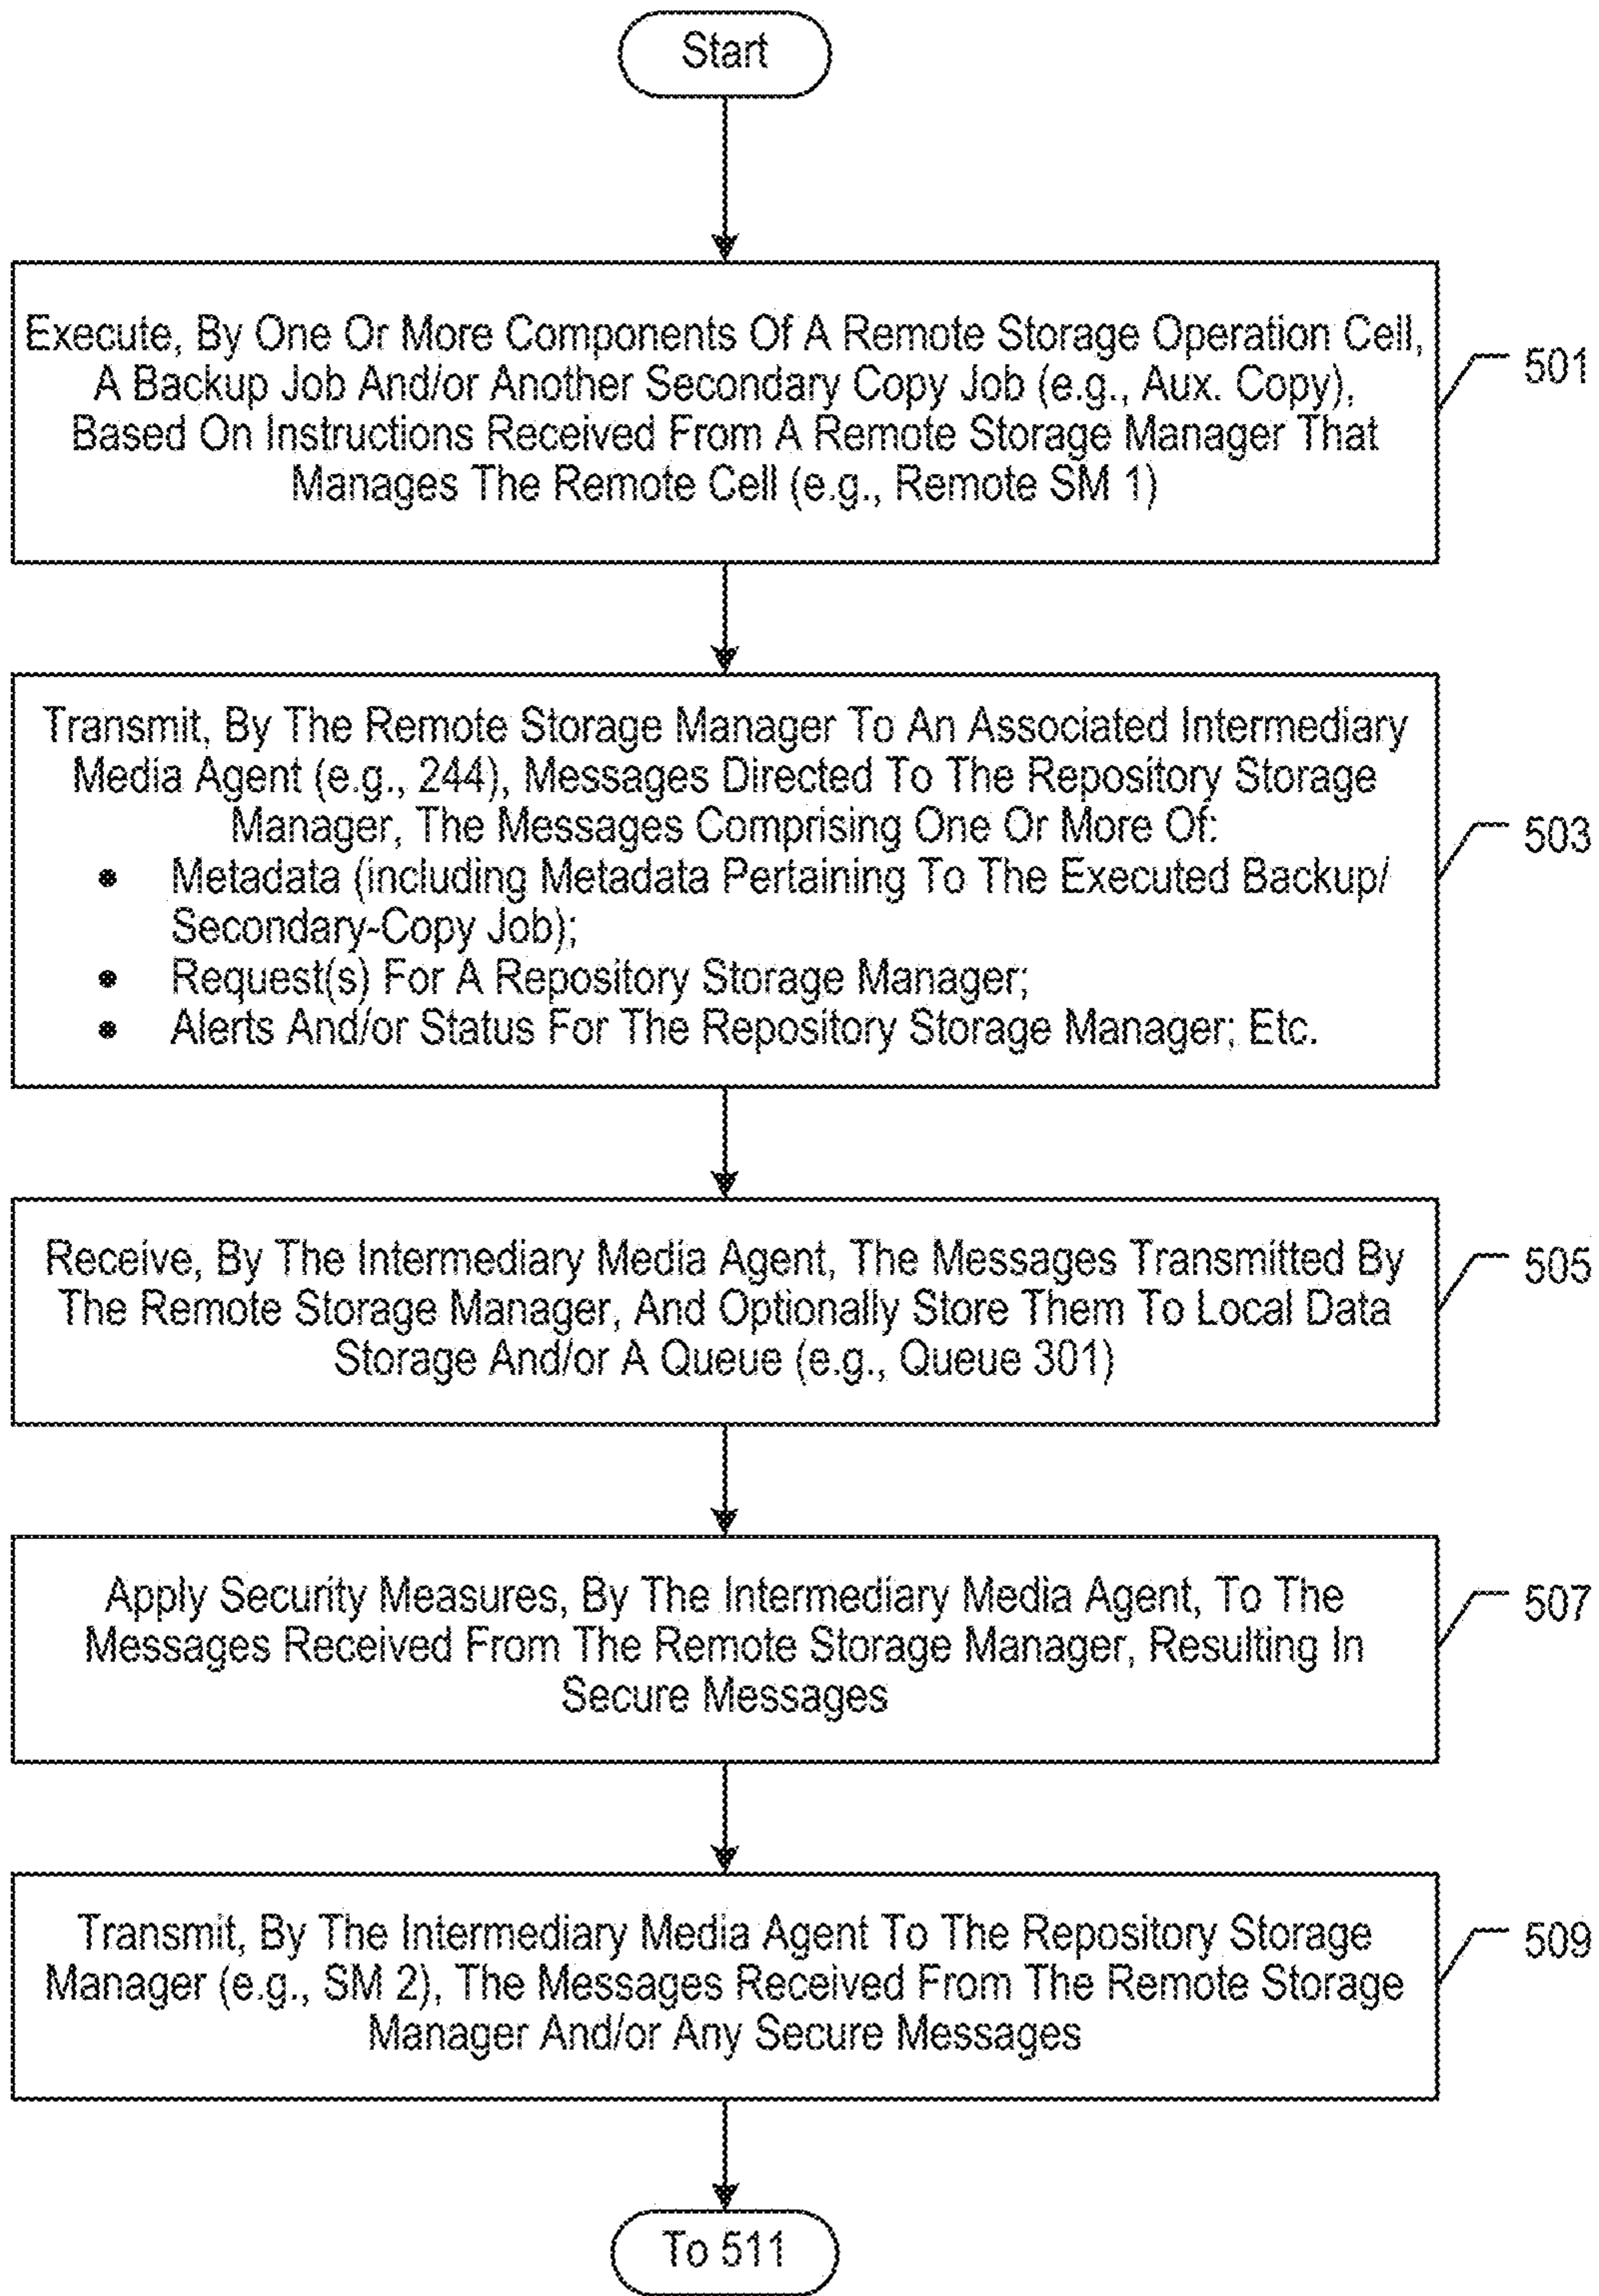 Start
Execute, By One Or More Components Of A Remote Storage Operation Cell,
A Backup Job And/or Another Secondary Copy Job (e.g., Aux. Copy),
Based On Instructions Received From A Remote Storage Manager That
Manages The Remote Cell (e.g., Remote SM 1)
501
Transmit, By The Remote Storage Manager To An Associated Intermediary
Media Agent (e.g., 244), Messages Directed To The Repository Storage
Manager, The Messages Comprising One Or More Of:
• Metadata (including Metadata Pertaining To The Executed Backup/
Secondary-Copy Job);
• Request(s) For A Repository Storage Manager;
• Alerts And/or Status For The Repository Storage Manager; Etc.
503
Receive, By The Intermediary Media Agent, The Messages Transmitted By
The Remote Storage Manager, And Optionally Store Them To Local Data
Storage And/or A Queue (e.g., Queue 301)
505
Apply Security Measures, By The Intermediary Media Agent, To The
Messages Received From The Remote Storage Manager, Resulting In
Secure Messages
507
Transmit, By The Intermediary Media Agent To The Repository Storage
Manager (e.g., SM 2), The Messages Received From The Remote Storage
Manager And/or Any Secure Messages
509
To 511